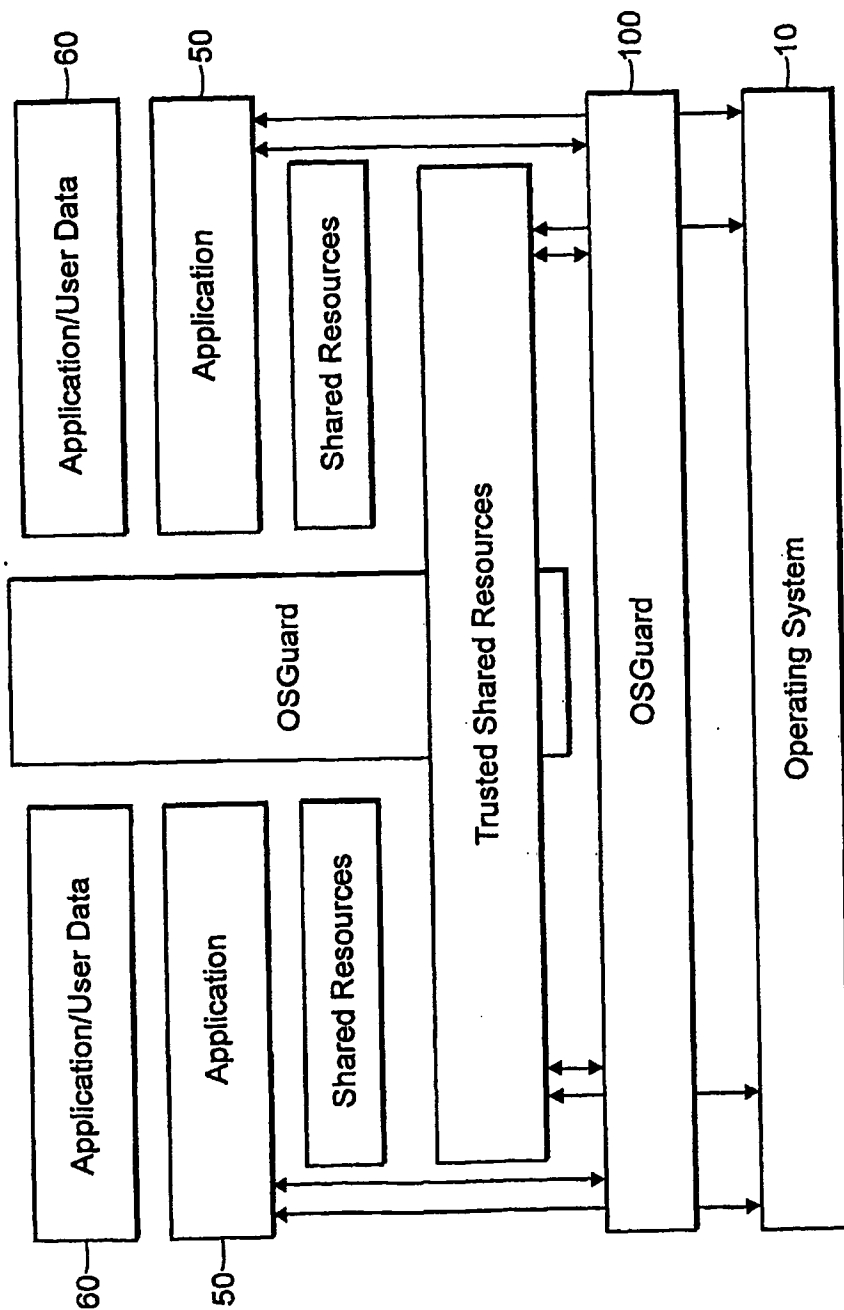 60
Application/User Data
Application/User Data
60
50
Application
Application
50
OSGuard
Shared Resources
Shared Resources
Trusted Shared Resources
OSGuard
100
Operating System
10